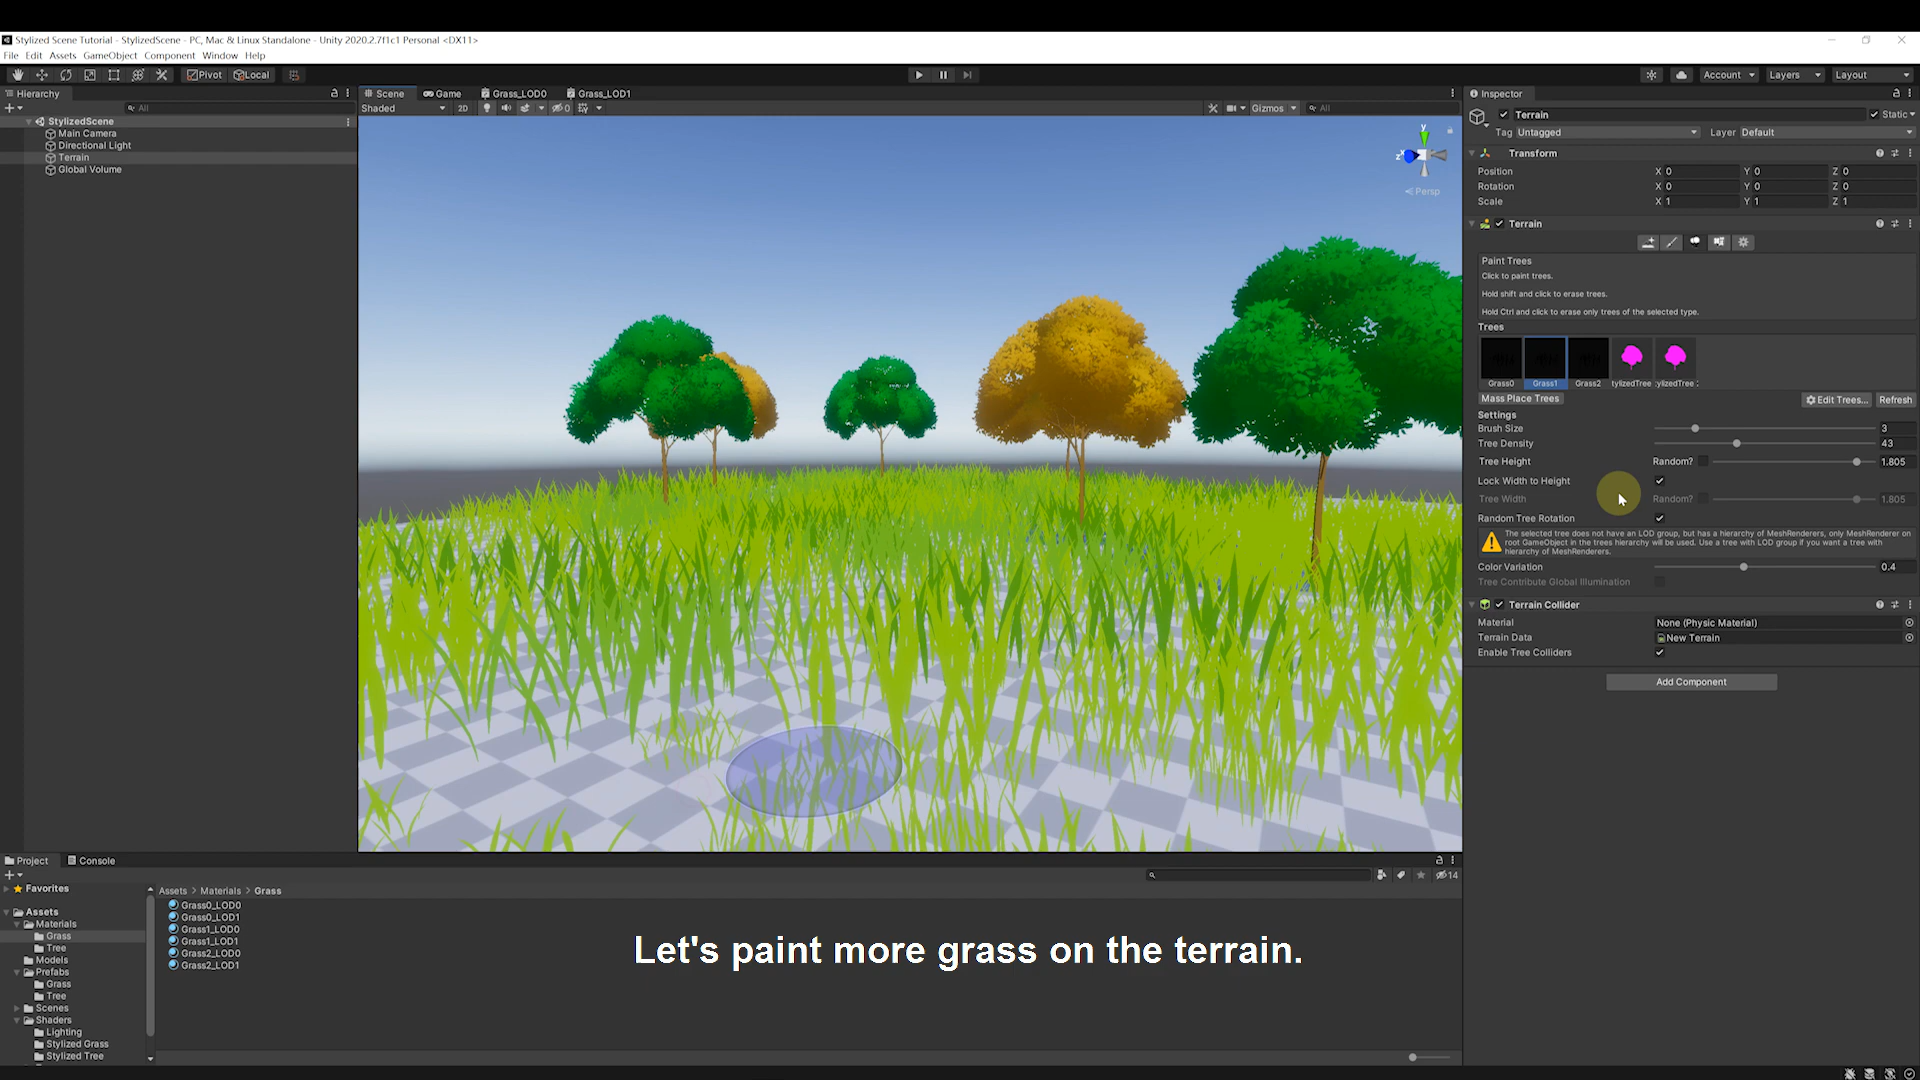 Stylized Scene Tutorial - StylizedScene - PC, Mac & Linux Standalone - Unity 2020.2.7f1c1 Personal <DX11>
File Edit Assets GameObject Component Window Help
Pivot Local Account Layers Layout
Hierarchy
All
StylizedScene
Main Camera
Directional Light
Terrain
Global Volume
Scene Game Grass_LOD0 Grass_LOD1
Shaded 2D 0 Gizmos All
y
z
x
Persp
Inspector
Terrain Static
Tag Untagged Layer Default
Transform
Position X 0 Y 0 Z 0
Rotation X 0 Y 0 Z 0
Scale X 1 Y 1 Z 1
Terrain
Paint Trees
Click to paint trees.
Hold shift and click to erase trees.
Hold Ctrl and click to erase only trees of the selected type.
Trees
Grass0 Grass1 Grass2 tylizedTree ylizedTree
Mass Place Trees Edit Trees... Refresh
Settings
Brush Size 3
Tree Density 43
Tree Height Random? 1.805
Lock Width to Height
Tree Width Random? 1.805
Random Tree Rotation
The selected tree does not have an LOD group, but has a hierarchy of MeshRenderers, only MeshRenderer on
root GameObject in the trees hierarchy will be used. Use a tree with LOD group if you want a tree with
hierarchy of MeshRenderers.
Color Variation 0.4
Tree Contribute Global Illumination
Terrain Collider
Material None (Physic Material)
Terrain Data New Terrain
Enable Tree Colliders
Add Component
Project Console
14
Favorites
Assets
Materials
Grass
Tree
Models
Prefabs
Grass
Tree
Scenes
Shaders
Lighting
Stylized Grass
Stylized Tree
Assets > Materials > Grass
Grass0_LOD0
Grass0_LOD1
Grass1_LOD0
Grass1_LOD1
Grass2_LOD0
Grass2_LOD1
Let's paint more grass on the terrain.